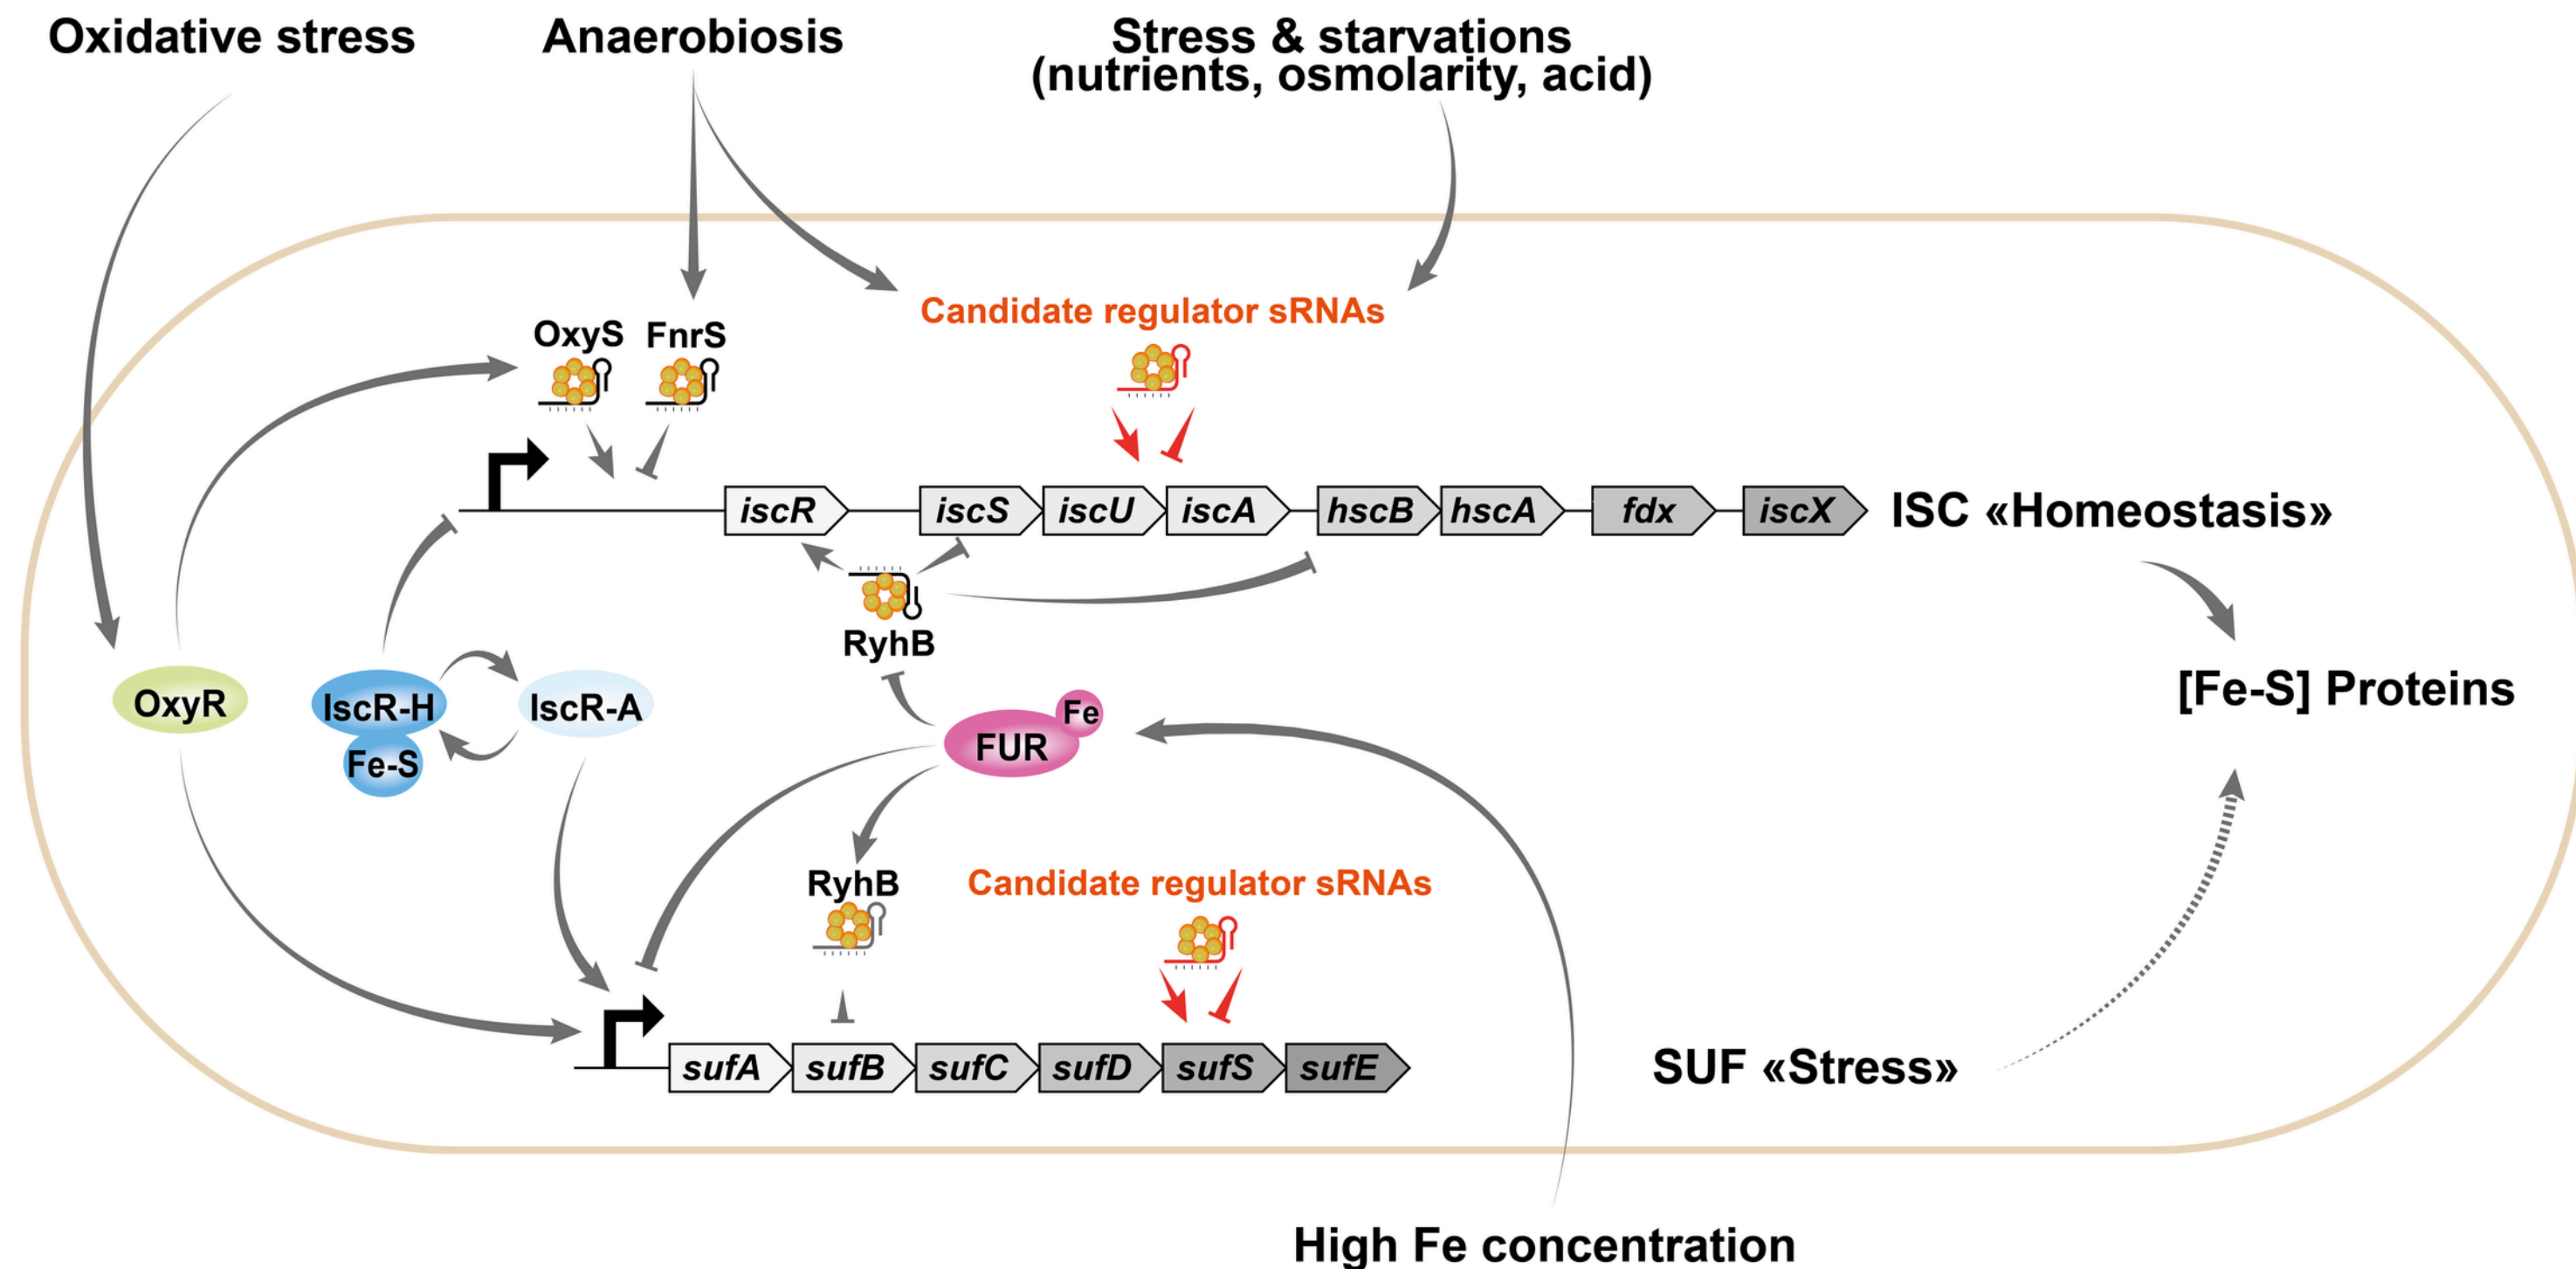 Oxidative stress
Anaerobiosis
Stress & starvations
(nutrients, osmolarity, acid)
Candidate regulator sRNAs
OxyS
FnrS
iscR
iscS
iscU
iscA
hscB
hscA
fdx
iscX
ISC «Homeostasis»
RyhB
OxyR
IscR-H
Fe-S
IscR-A
FUR
Fe
[Fe-S] Proteins
RyhB
Candidate regulator sRNAs
sufA
sufB
sufC
sufD
sufS
sufE
SUF «Stress»
High Fe concentration